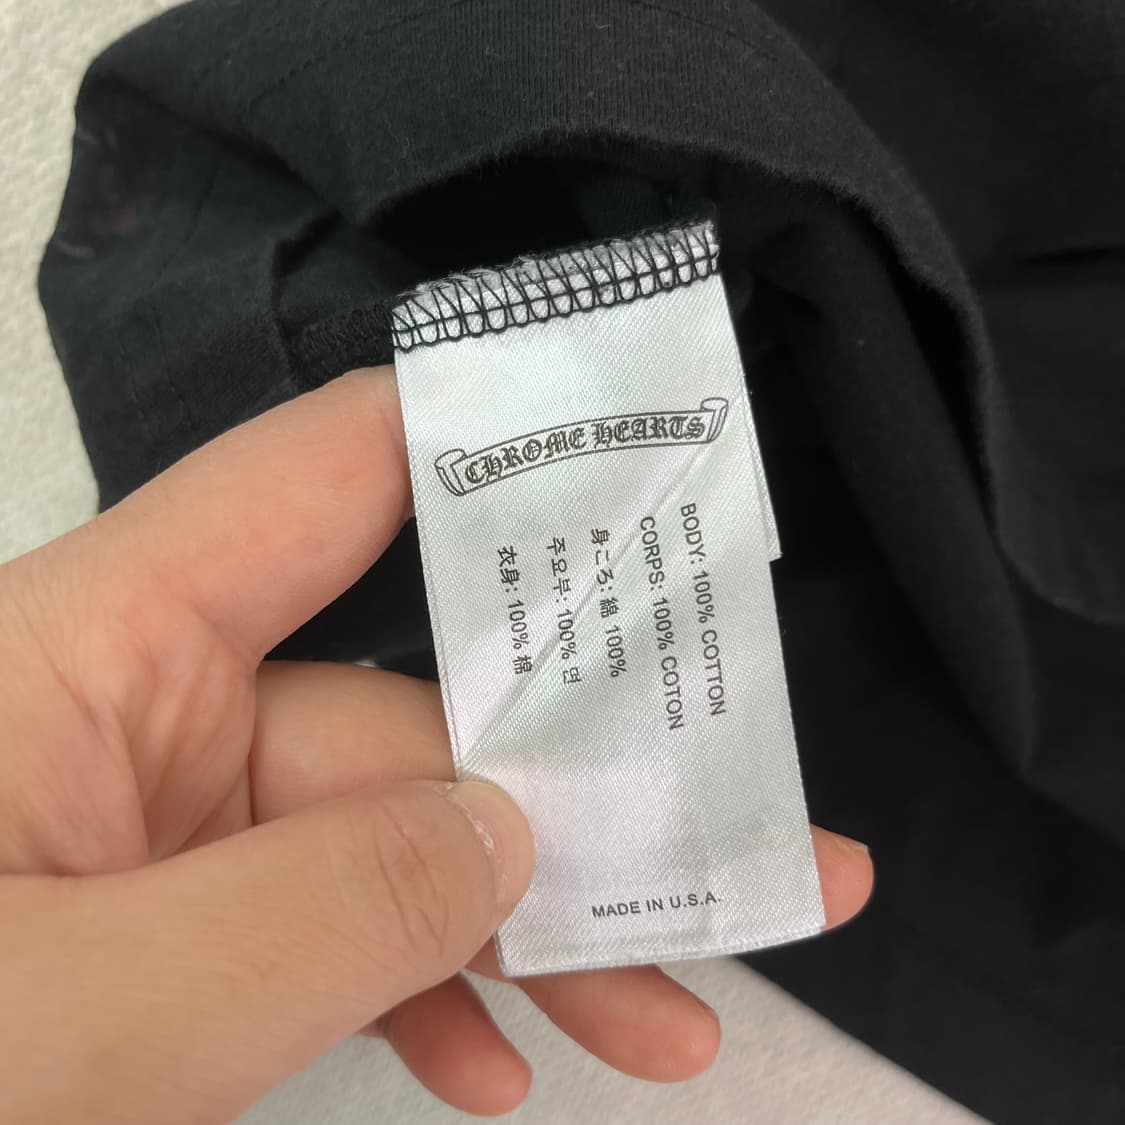 CHROME HEARTS
BODY: 100% COTTON
CORPS: 100% COTON
身ころ: 綿 100%
주요부: 100% 면
衣身: 100% 棉
MADE IN U.S.A.